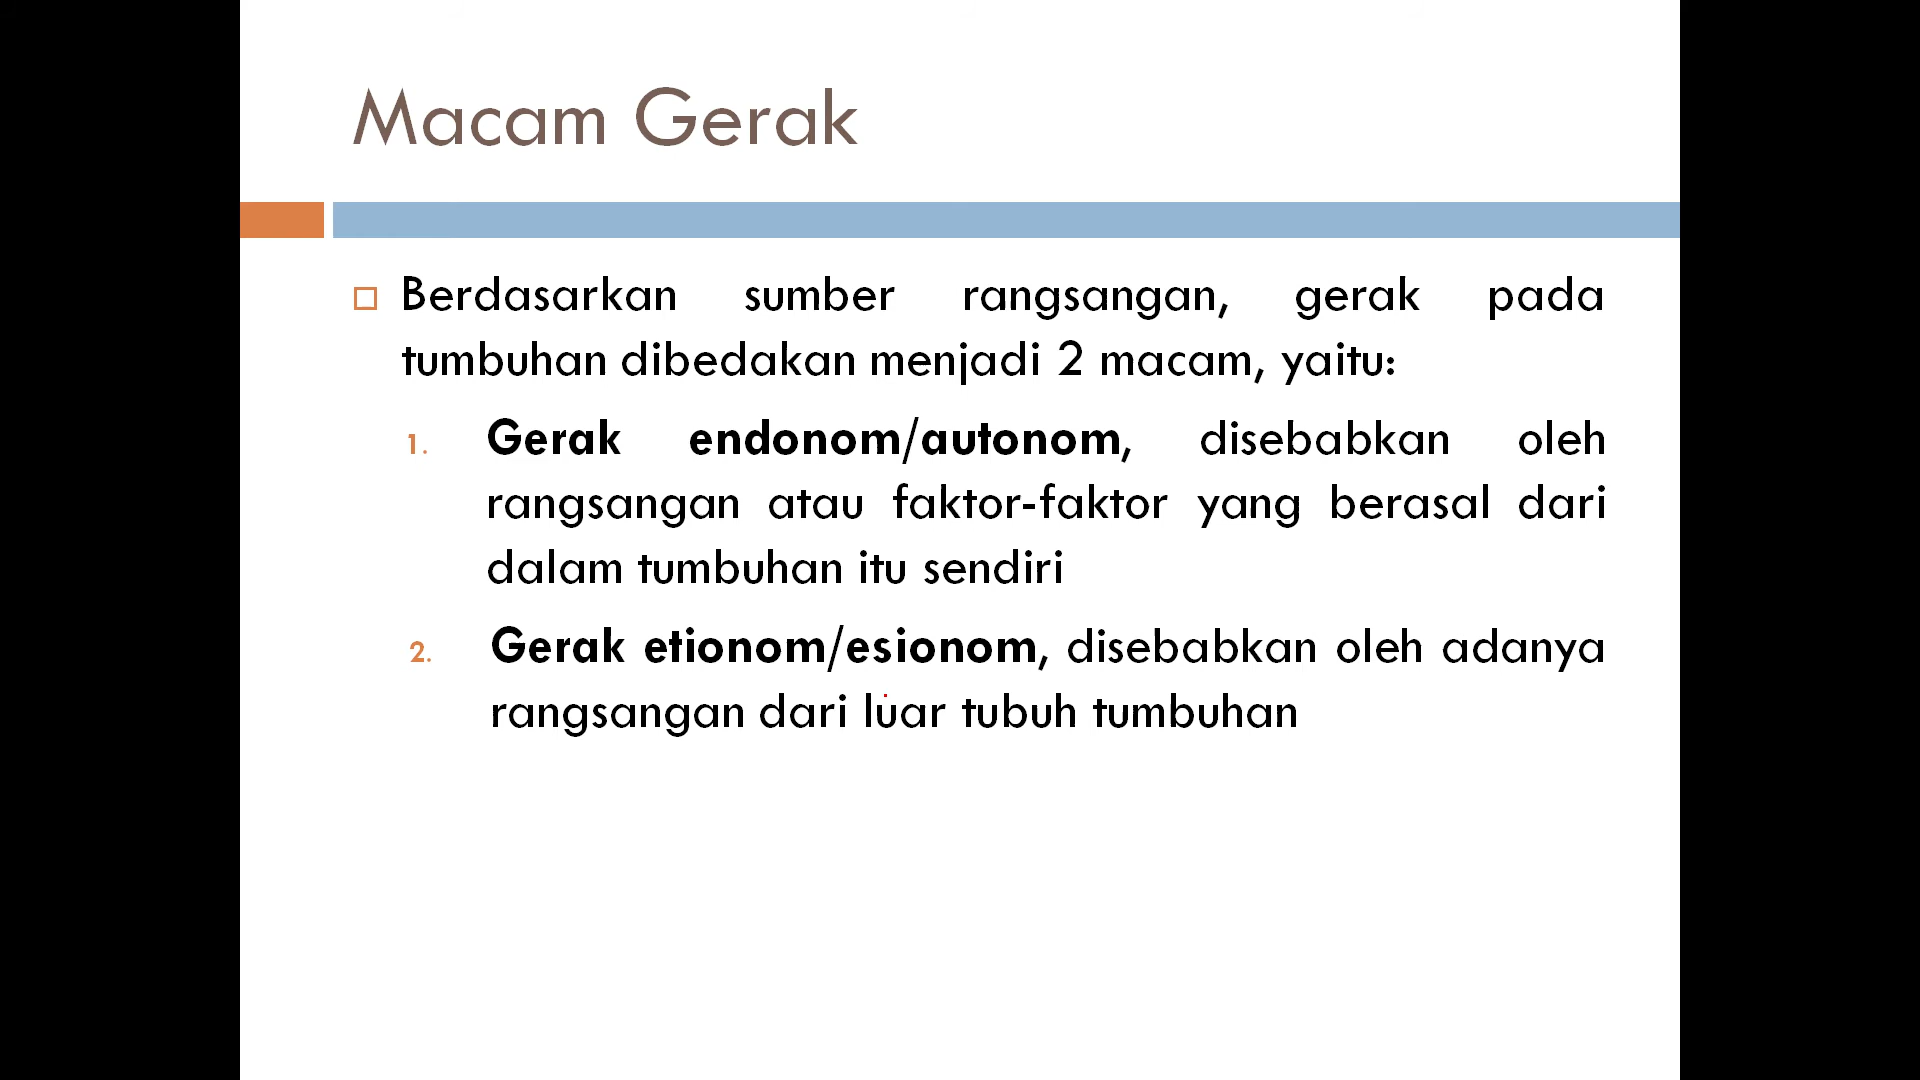 Macam Gerak
Berdasarkan sumber rangsangan, gerak pada
tumbuhan dibedakan menjadi 2 macam, yaitu:
1. Gerak endonom/autonom, disebabkan oleh
rangsangan atau faktor-faktor yang berasal dari
dalam tumbuhan itu sendiri
2. Gerak etionom/esionom, disebabkan oleh adanya
rangsangan dari luar tubuh tumbuhan